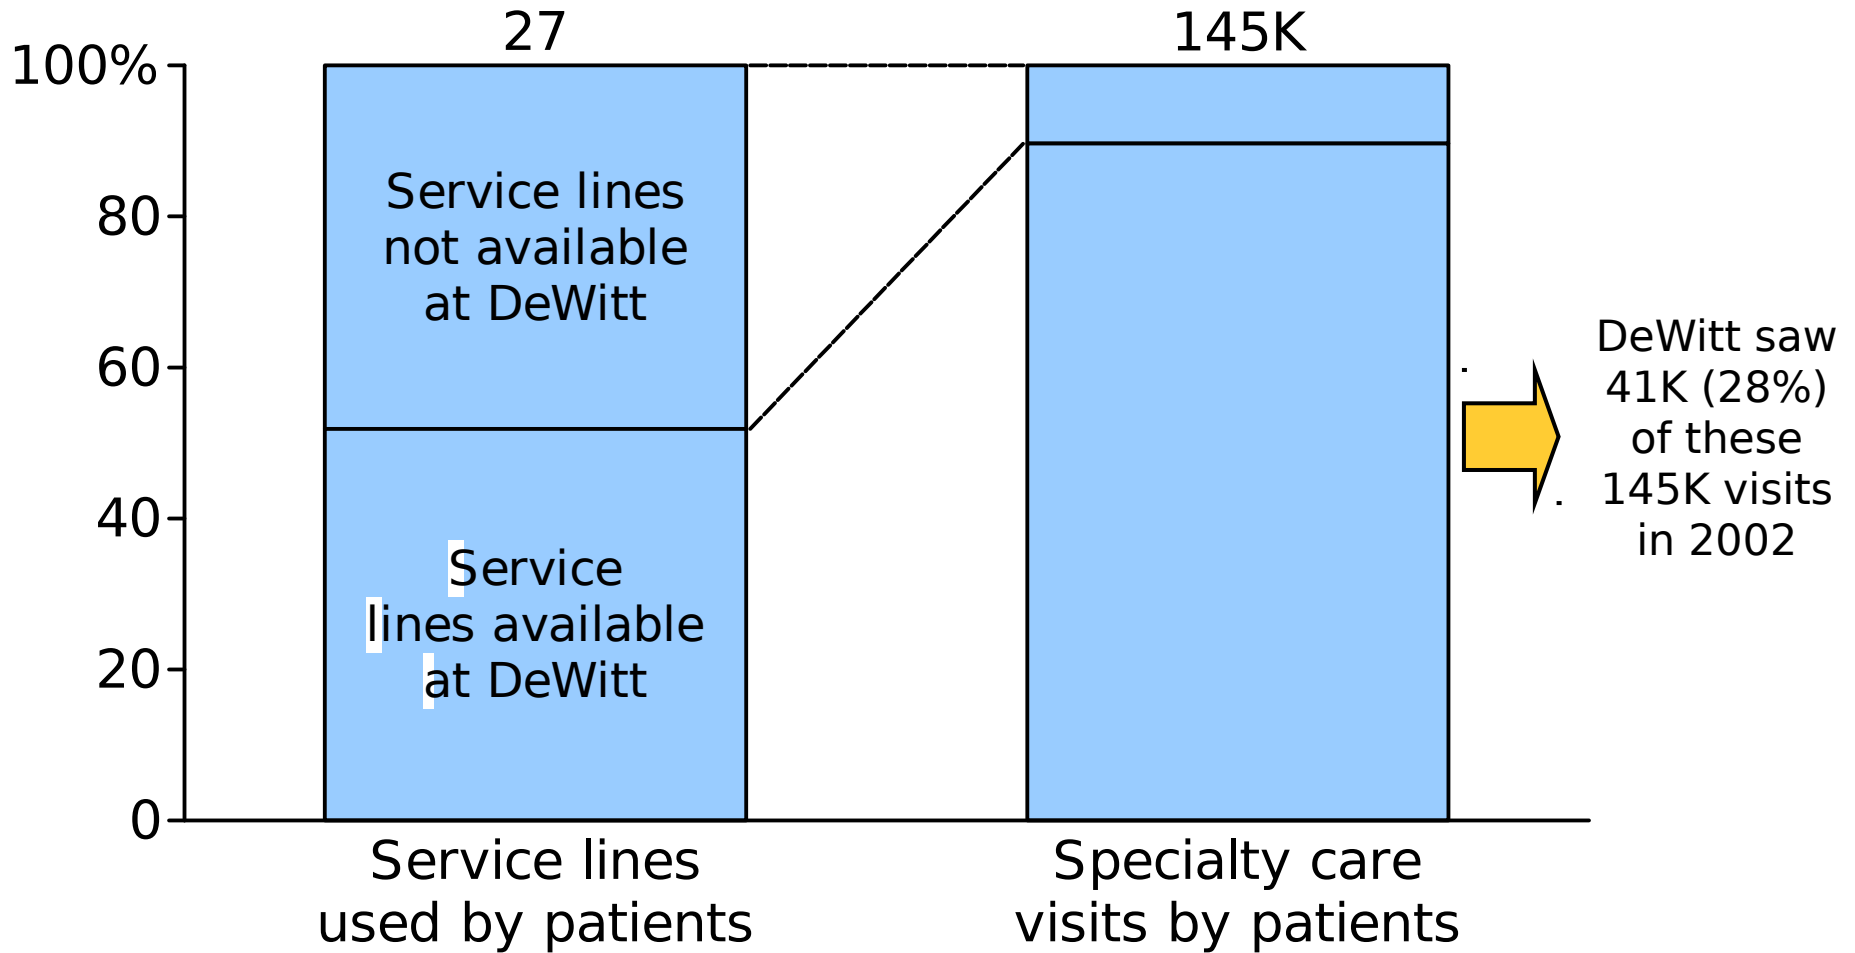 27
145K
100%
80
60
40
20
0
Service lines
not available
at DeWitt
Service
lines available
at DeWitt
DeWitt saw
41K (28%)
of these
145K visits
in 2002
Service lines
used by patients
Specialty care
visits by patients